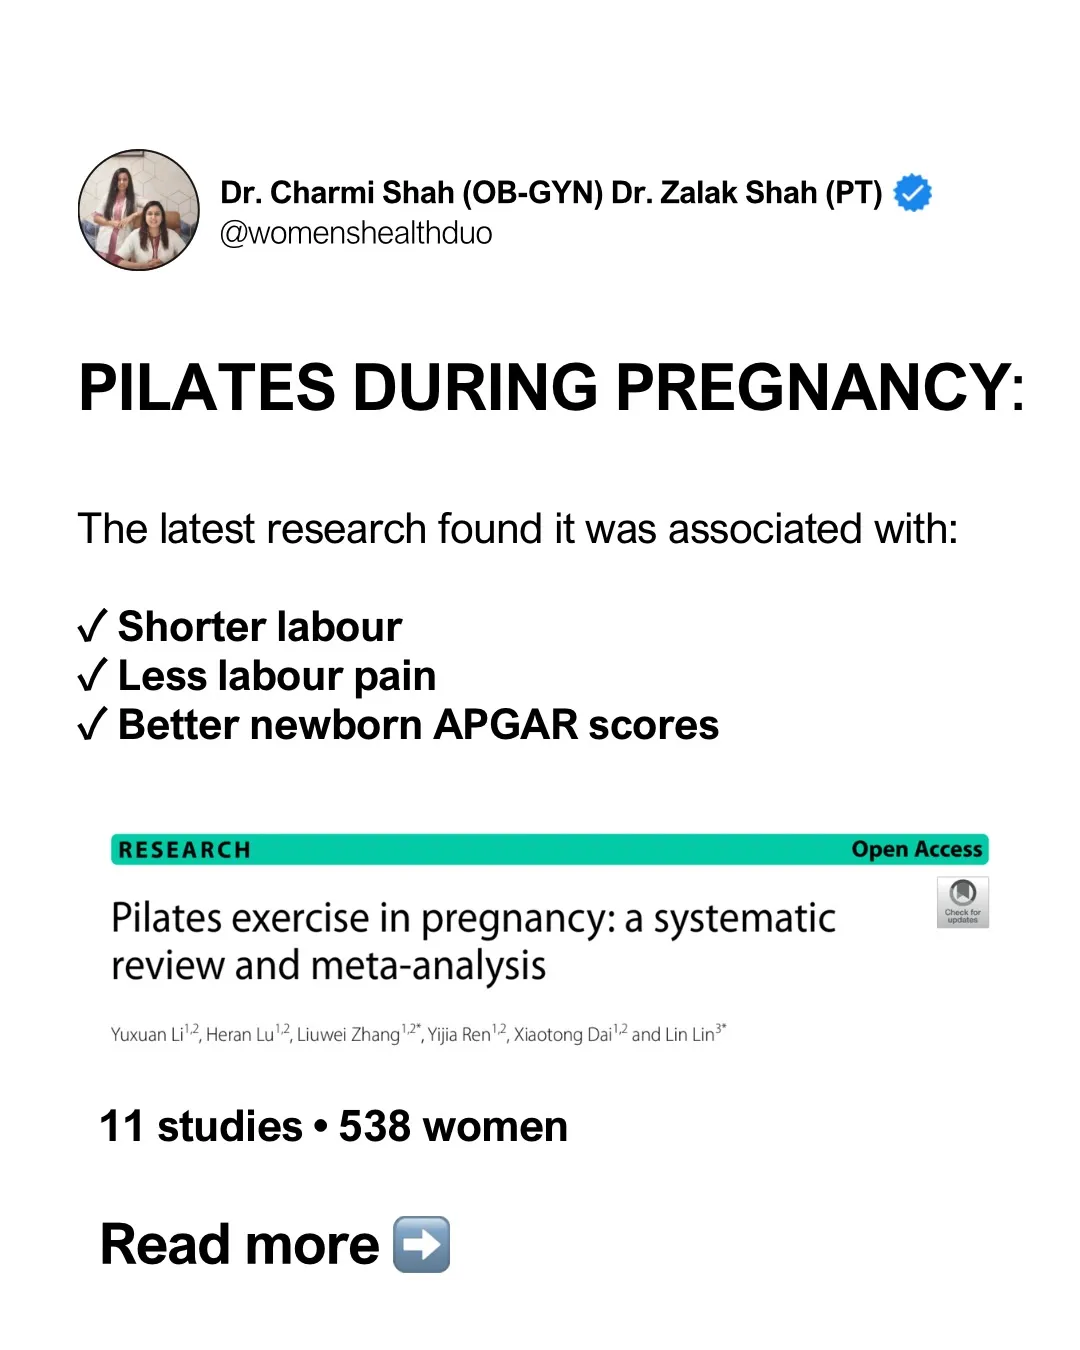 Dr. Charmi Shah (OB-GYN) Dr. Zalak Shah (PT)
@womenshealthduo
PILATES DURING PREGNANCY:
The latest research found it was associated with:
✓ Shorter labour
✓ Less labour pain
✓ Better newborn APGAR scores
RESEARCH Open Access
Pilates exercise in pregnancy: a systematic
review and meta-analysis
Check for
updates
Yuxuan Li1,2, Heran Lu1,2, Liuwei Zhang1,2*, Yijia Ren1,2, Xiaotong Dai1,2 and Lin Lin3*
11 studies • 538 women
Read more ➡️